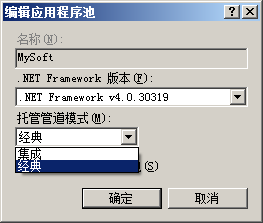 编辑应用程序池
名称(N):
MySoft
.NET Framework 版本(F):
.NET Framework v4.0.30319
托管管道模式(M):
经典
集成
经典
(S)
确定
取消